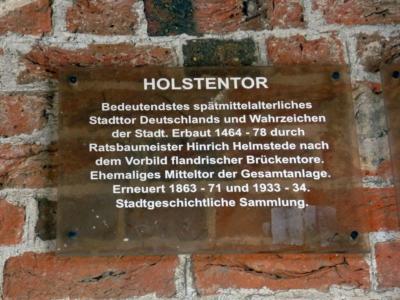 HOLSTENTOR
Bedeutendstes spätmittelalterliches
Stadttor Deutschlands und Wahrzeichen
der Stadt. Erbaut 1464 - 78 durch
Ratsbaumeister Hinrich Helmstede nach
dem Vorbild flandrischer Brückentore.
Ehemaliges Mitteltor der Gesamtanlage.
Erneuert 1863 - 71 und 1933 - 34.
Stadtgeschichtliche Sammlung.